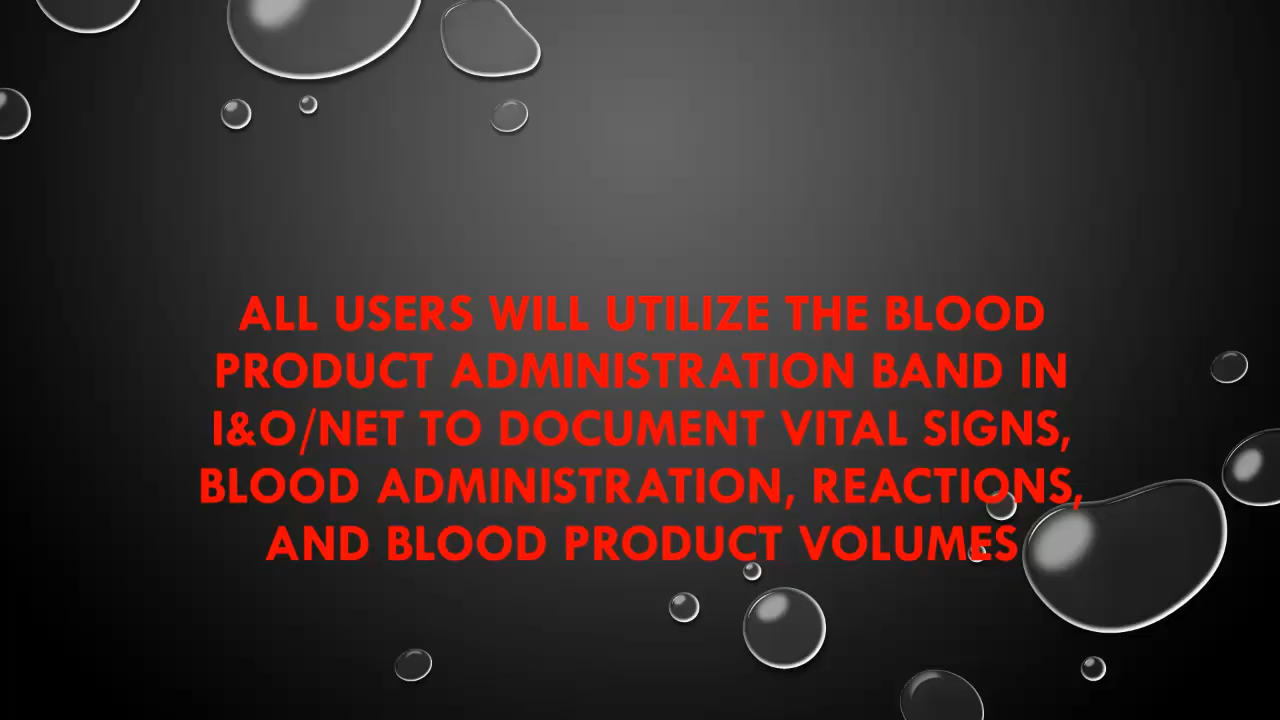 ALL USERS WILL UTILIZE THE BLOOD
PRODUCT ADMINISTRATION BAND IN
I&O/NET TO DOCUMENT VITAL SIGNS,
BLOOD ADMINISTRATION, REACTIONS,
AND BLOOD PRODUCT VOLUMES